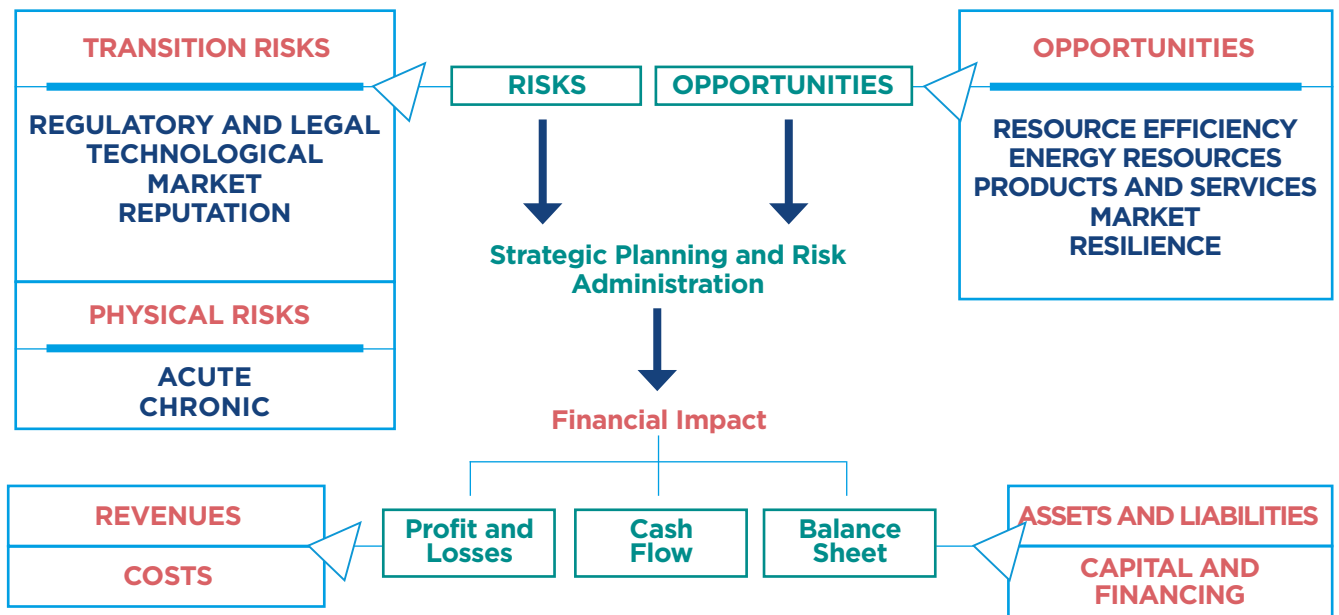 TRANSITION RISKS
REGULATORY AND LEGAL
TECHNOLOGICAL
MARKET
REPUTATION
PHYSICAL RISKS
ACUTE
CHRONIC
RISKS
OPPORTUNITIES
Strategic Planning and Risk
Administration
Financial Impact
OPPORTUNITIES
RESOURCE EFFICIENCY
ENERGY RESOURCES
PRODUCTS AND SERVICES
MARKET
RESILIENCE
REVENUES
COSTS
Profit and
Losses
Cash
Flow
Balance
Sheet
ASSETS AND LIABILITIES
CAPITAL AND
FINANCING